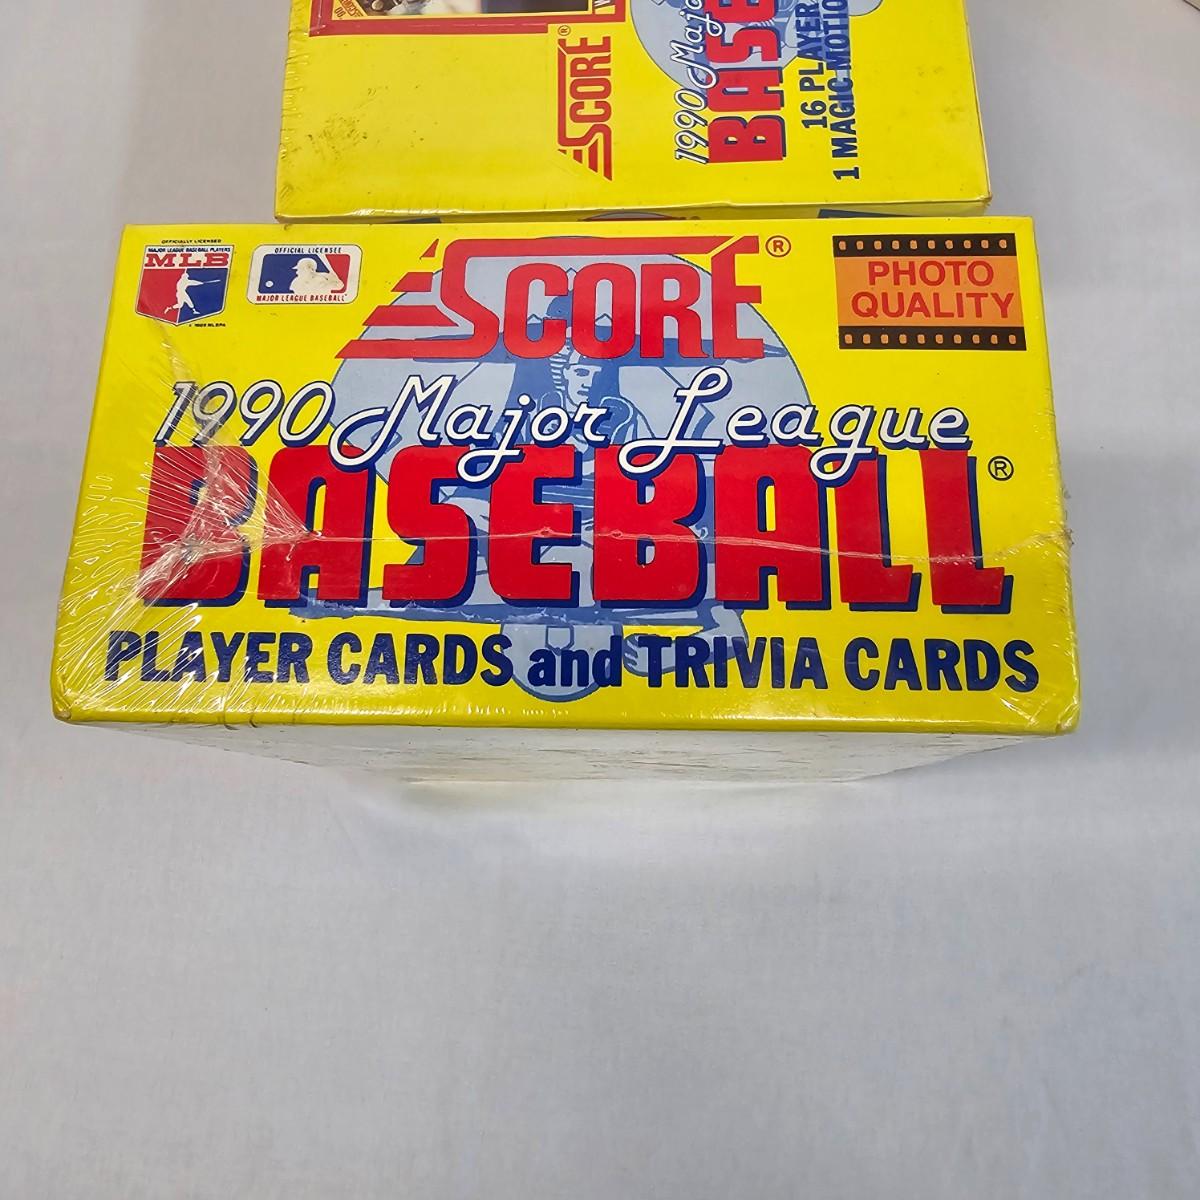 SCORE®
1990 Major
BASE
16 PLAYER
1 MAGIC MOTIO
OFFICIALLY LICENSED
MAJOR LEAGUE BASEBALL PLAYERS
MLB
OFFICIAL LICENSEE
MAJOR LEAGUE BASEBALL
SCORE®
PHOTO
QUALITY
1990 Major League
BASEBALL®
PLAYER CARDS and TRIVIA CARDS